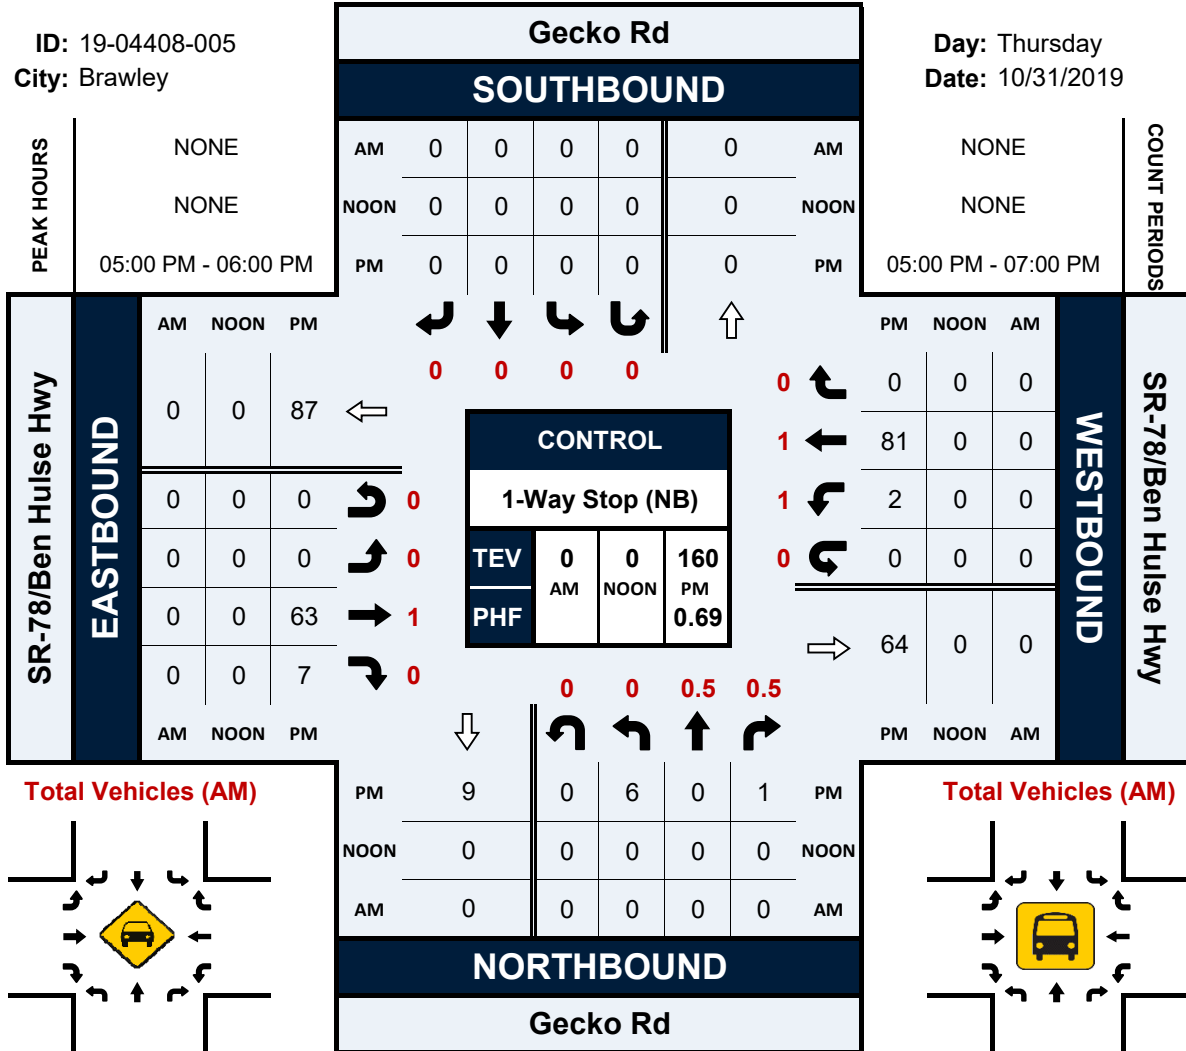 Gecko Rd
SOUTHBOUND
ID: 19-04408-005
City: Brawley
Day: Thursday
Date: 10/31/2019
PEAK HOURS
NONE
NONE
05:00 PM - 06:00 PM
COUNT PERIODS
NONE
NONE
05:00 PM - 07:00 PM
AM 0 0 0 0 0 AM
NOON 0 0 0 0 0 NOON
PM 0 0 0 0 0 PM
0 0 0 0
SR-78/Ben Hulse Hwy
EASTBOUND
AM NOON PM
0 0 87
0 0 0 0
0 0 0 0
0 0 63 1
0 0 7 0
AM NOON PM
CONTROL
1-Way Stop (NB)
TEV 0 0 160
AM NOON PM
PHF 0.69
PM NOON AM
0 0 0 0
1 81 0 0
1 2 0 0
0 0 0 0
64 0 0
PM NOON AM
WESTBOUND
SR-78/Ben Hulse Hwy
0 0 0.5 0.5
PM 9 0 6 0 1 PM
NOON 0 0 0 0 0 NOON
AM 0 0 0 0 0 AM
NORTHBOUND
Gecko Rd
Total Vehicles (AM)
Total Vehicles (AM)